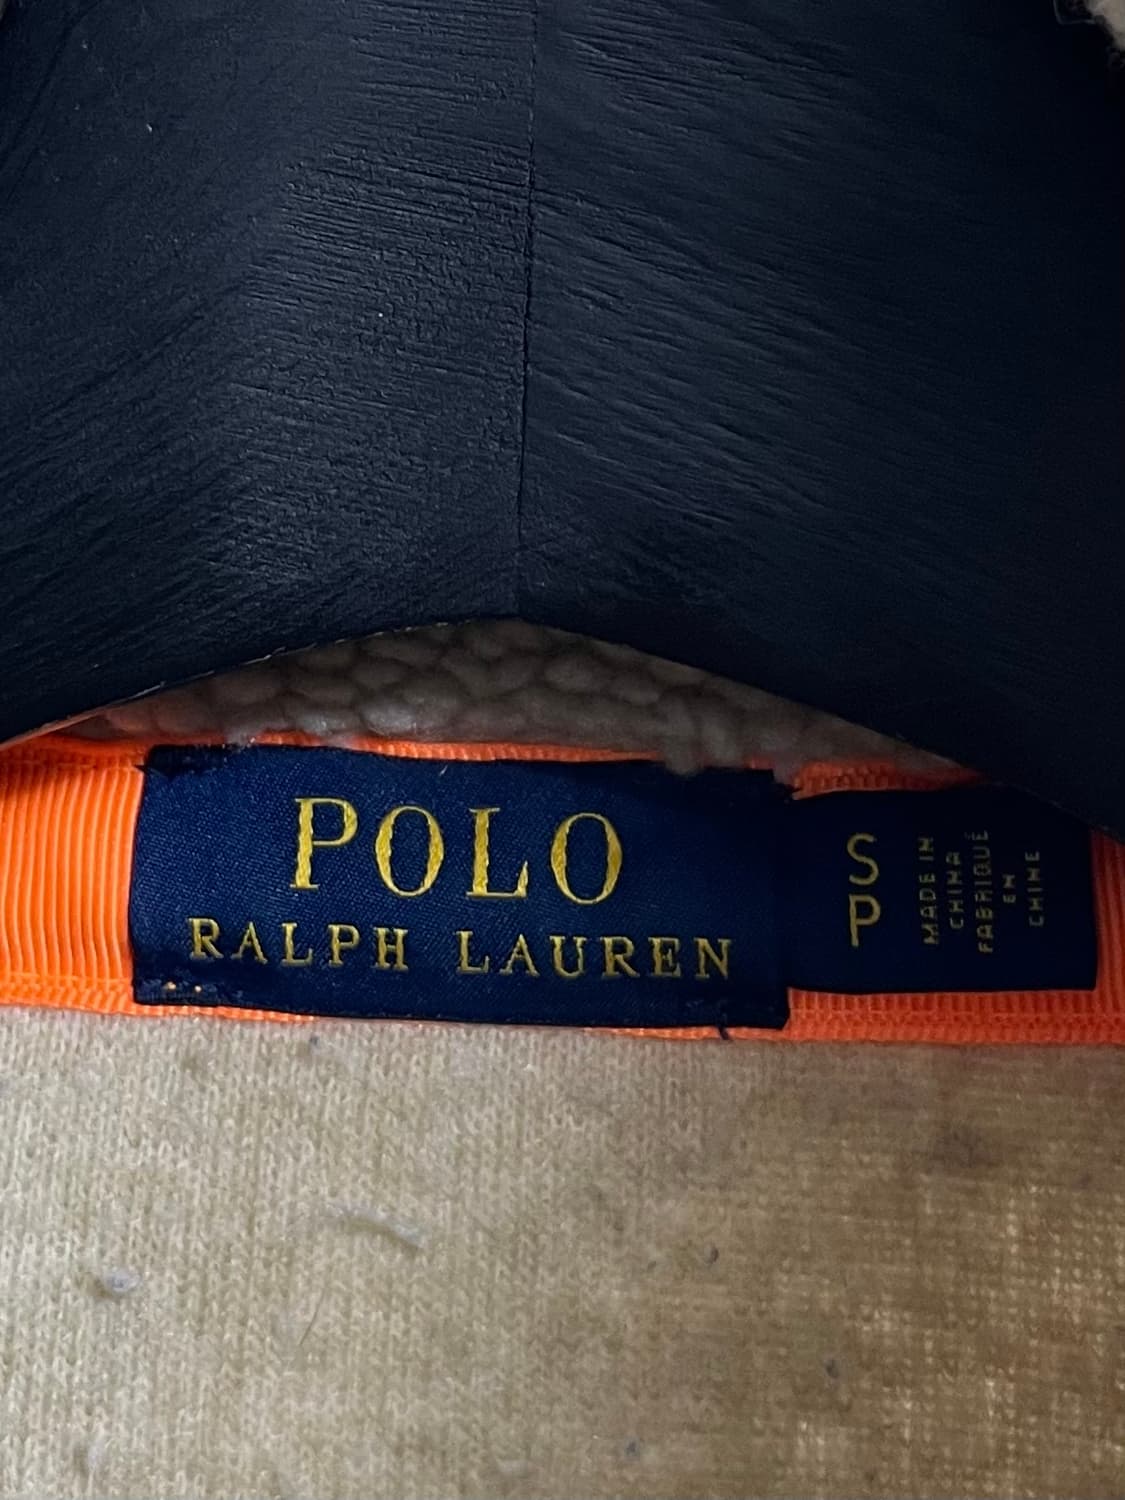 POLO
RALPH LAUREN
S
P
MADE IN
CHINA
FABRIQUÉ
EN
CHINE